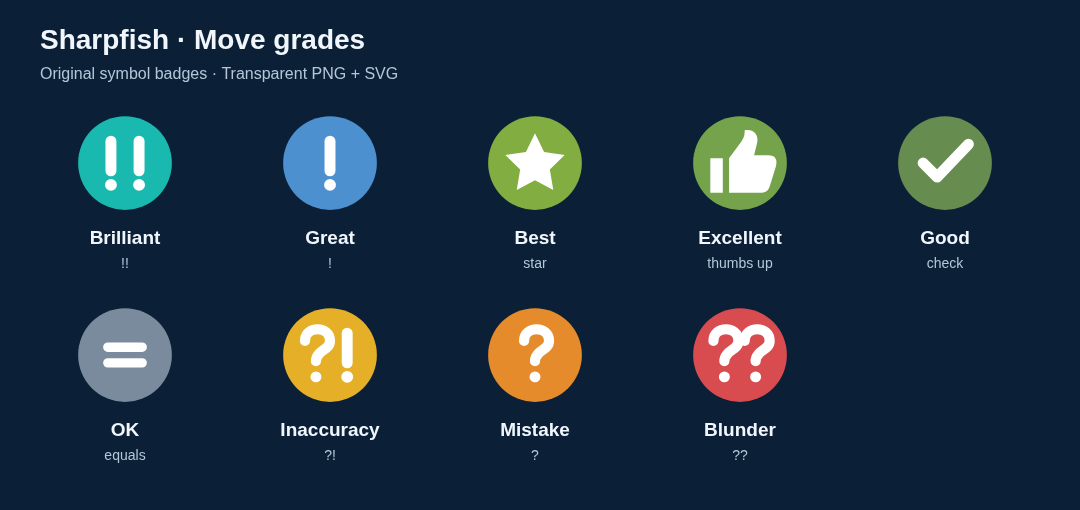 Sharpfish · Move grades
Original symbol badges · Transparent PNG + SVG
!! !
Brilliant Great Best Excellent Good
!! ! star thumbs up check
= ?! ? ??
OK Inaccuracy Mistake Blunder
equals ?! ? ??